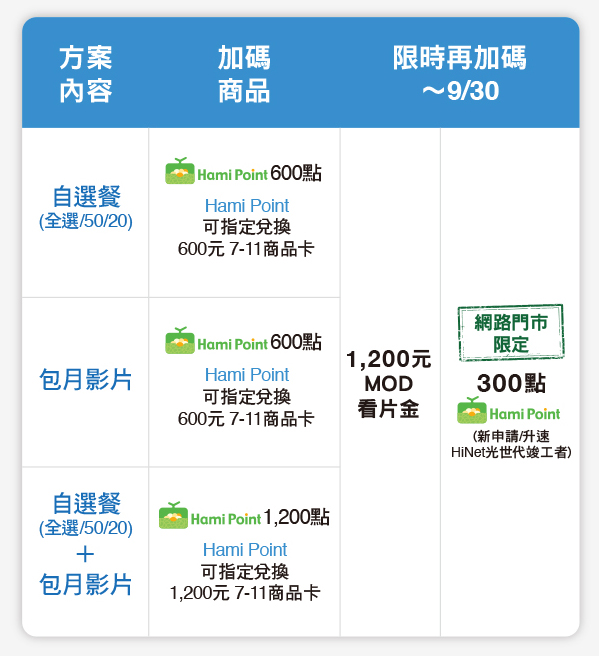 方案
內容
加碼
商品
限時再加碼
～9/30
自選餐
(全選/50/20)
Hami Point 600點
Hami Point
可指定兌換
600元 7-11商品卡
包月影片
Hami Point 600點
Hami Point
可指定兌換
600元 7-11商品卡
自選餐
(全選/50/20)
＋
包月影片
Hami Point 1,200點
Hami Point
可指定兌換
1,200元 7-11商品卡
1,200元
MOD
看片金
網路門市
限定
300點
Hami Point
(新申請/升速
HiNet光世代竣工者)